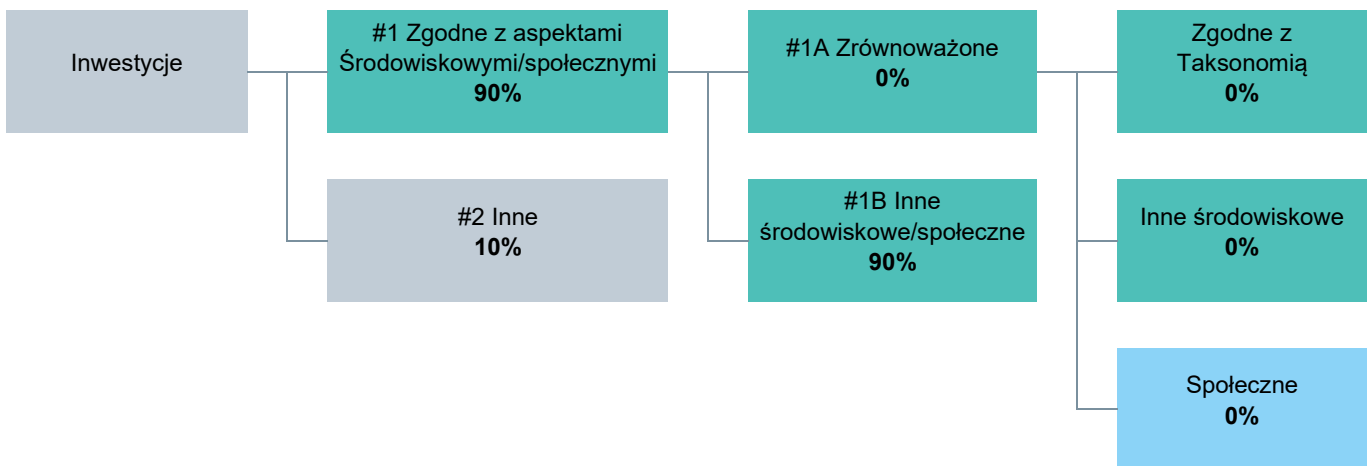 Inwestycje
#1 Zgodne z aspektami
Środowiskowymi/społecznymi
90%
#1A Zrównoważone
0%
Zgodne z
Taksonomią
0%
#2 Inne
10%
#1B Inne
środowiskowe/społeczne
90%
Inne środowiskowe
0%
Społeczne
0%